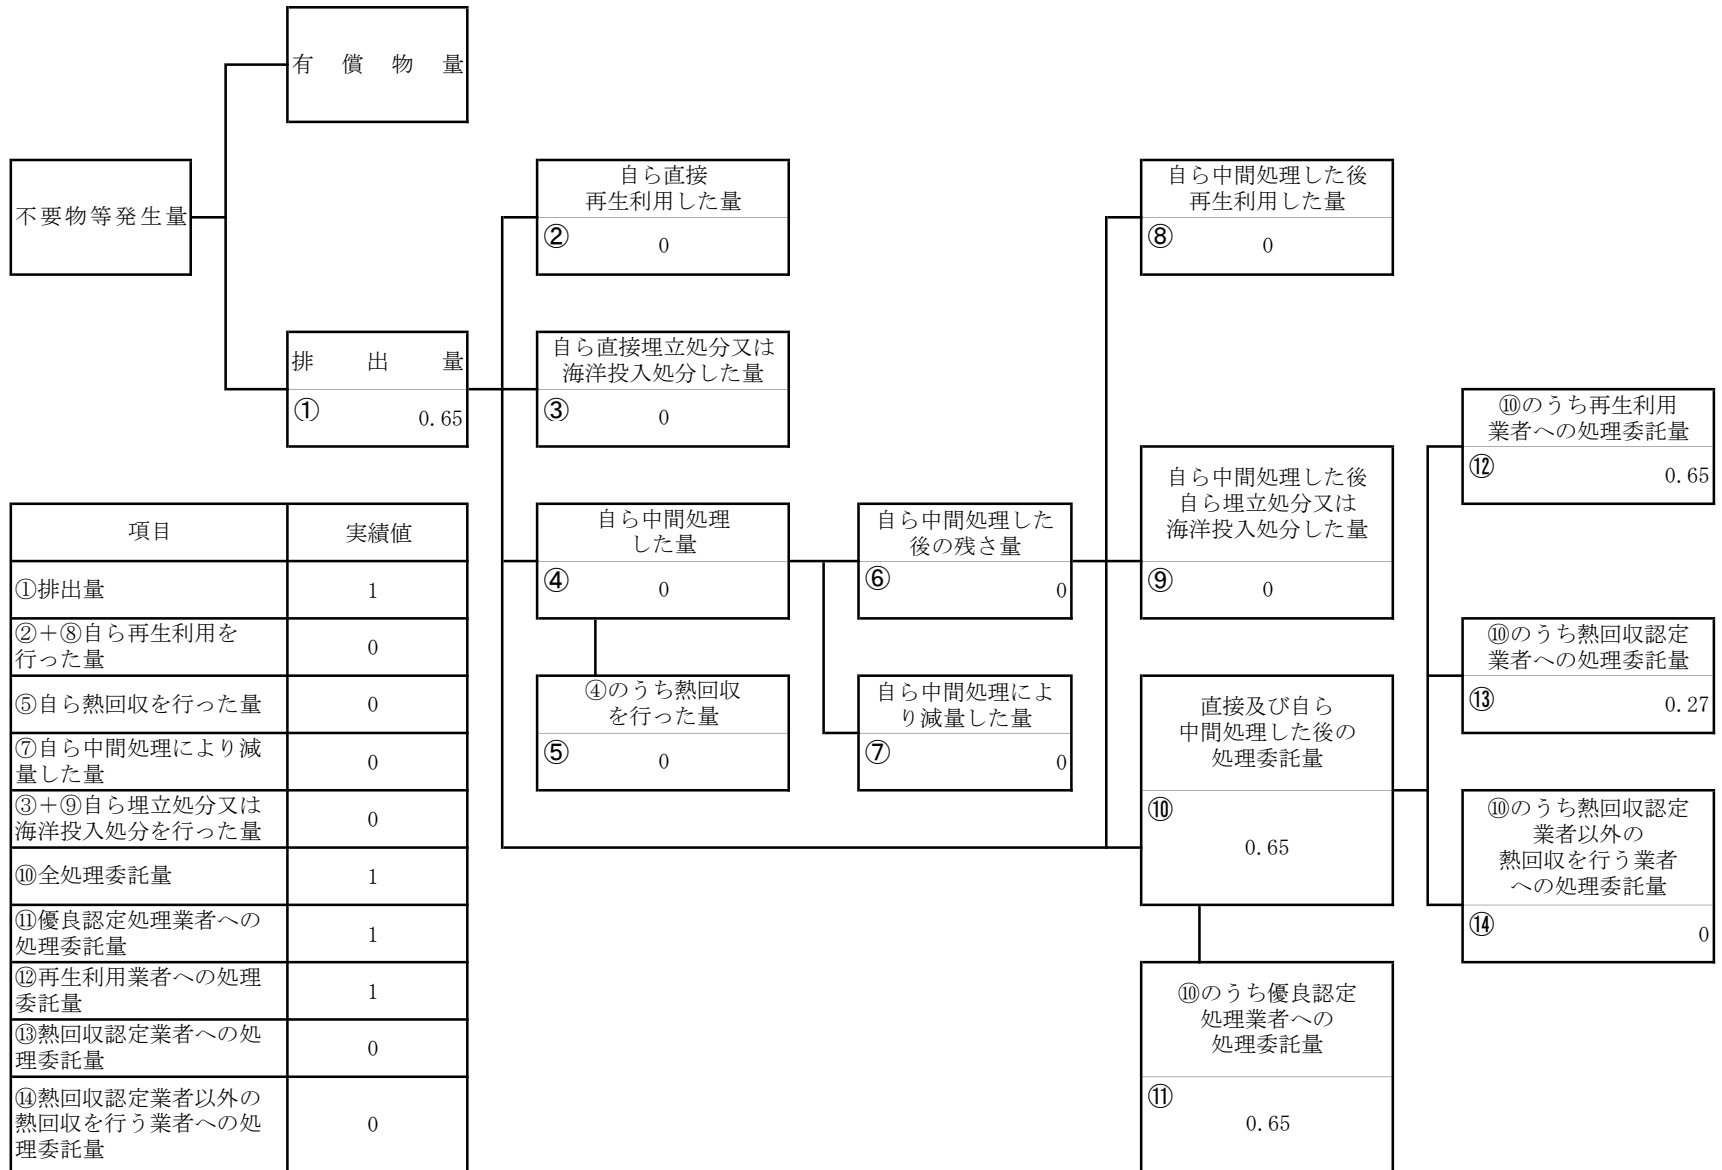 有償物量
不要物等発生量
排出量
①
0.65
自ら直接
再生利用した量
②
0
自ら直接埋立処分又は
海洋投入処分した量
③
0
自ら中間処理
した量
④
0
④のうち熱回収
を行った量
⑤
0
自ら中間処理した
後の残さ量
⑥
0
自ら中間処理によ
り減量した量
⑦
0
自ら中間処理した後
再生利用した量
⑧
0
自ら中間処理した後
自ら埋立処分又は
海洋投入処分した量
⑨
0
直接及び自ら
中間処理した後の
処理委託量
⑩
0.65
⑩のうち優良認定
処理業者への
処理委託量
⑪
0.65
⑩のうち再生利用
業者への処理委託量
⑫
0.65
⑩のうち熱回収認定
業者への処理委託量
⑬
0.27
⑩のうち熱回収認定
業者以外の
熱回収を行う業者
への処理委託量
⑭
0
項目 実績値
①排出量 1
②+⑧自ら再生利用を
行った量 0
⑤自ら熱回収を行った量 0
⑦自ら中間処理により減
量した量 0
③+⑨自ら埋立処分又は
海洋投入処分を行った量 0
⑩全処理委託量 1
⑪優良認定処理業者への
処理委託量 1
⑫再生利用業者への処理
委託量 1
⑬熱回収認定業者への処
理委託量 0
⑭熱回収認定業者以外の
熱回収を行う業者への処
理委託量 0